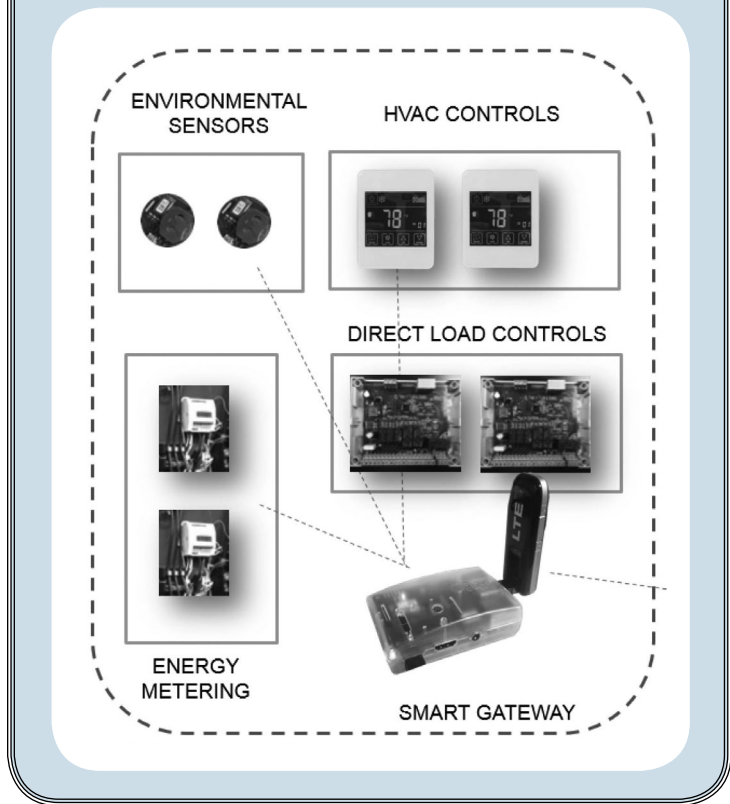 ENVIRONMENTAL
SENSORS
HVAC CONTROLS
78
78
DIRECT LOAD CONTROLS
LTE
ENERGY
METERING
SMART GATEWAY